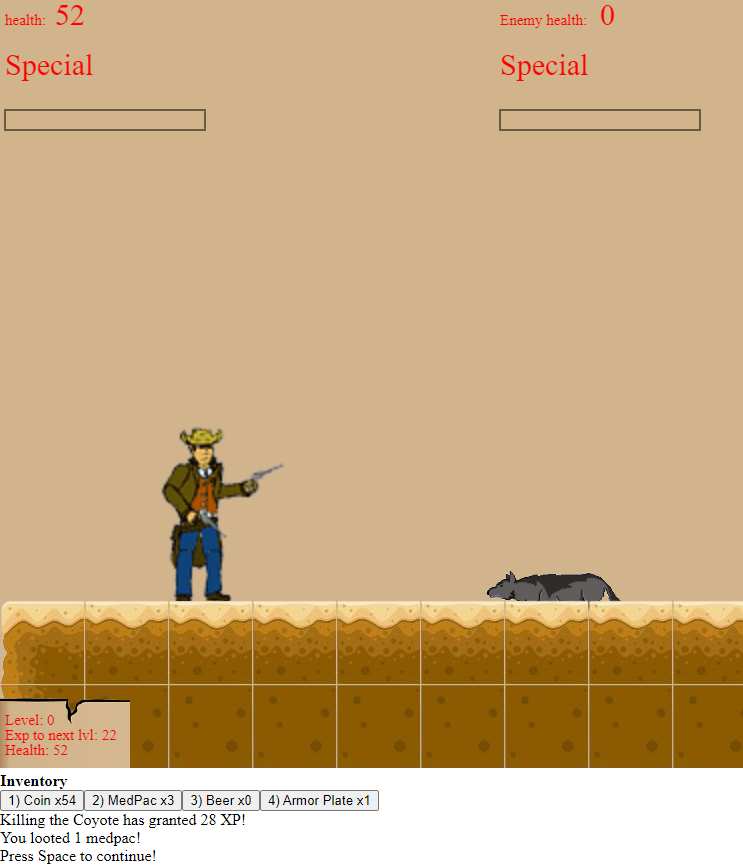 health: 52 Enemy health: 0
Special Special
Level: 0
Exp to next lvl: 22
Health: 52
Inventory
1) Coin x54 2) MedPac x3 3) Beer x0 4) Armor Plate x1
Killing the Coyote has granted 28 XP!
You looted 1 medpac!
Press Space to continue!